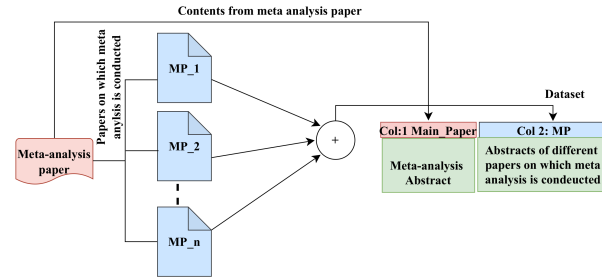 Contents from meta analysis paper
Papers on which meta
anylsis is conducted
MP_1
MP_2
MP_n
Meta-analysis
paper
+
Dataset
Col:1 Main_Paper
Col 2: MP
Meta-analysis
Abstract
Abstracts of different
papers on which meta
analysis is condeucted